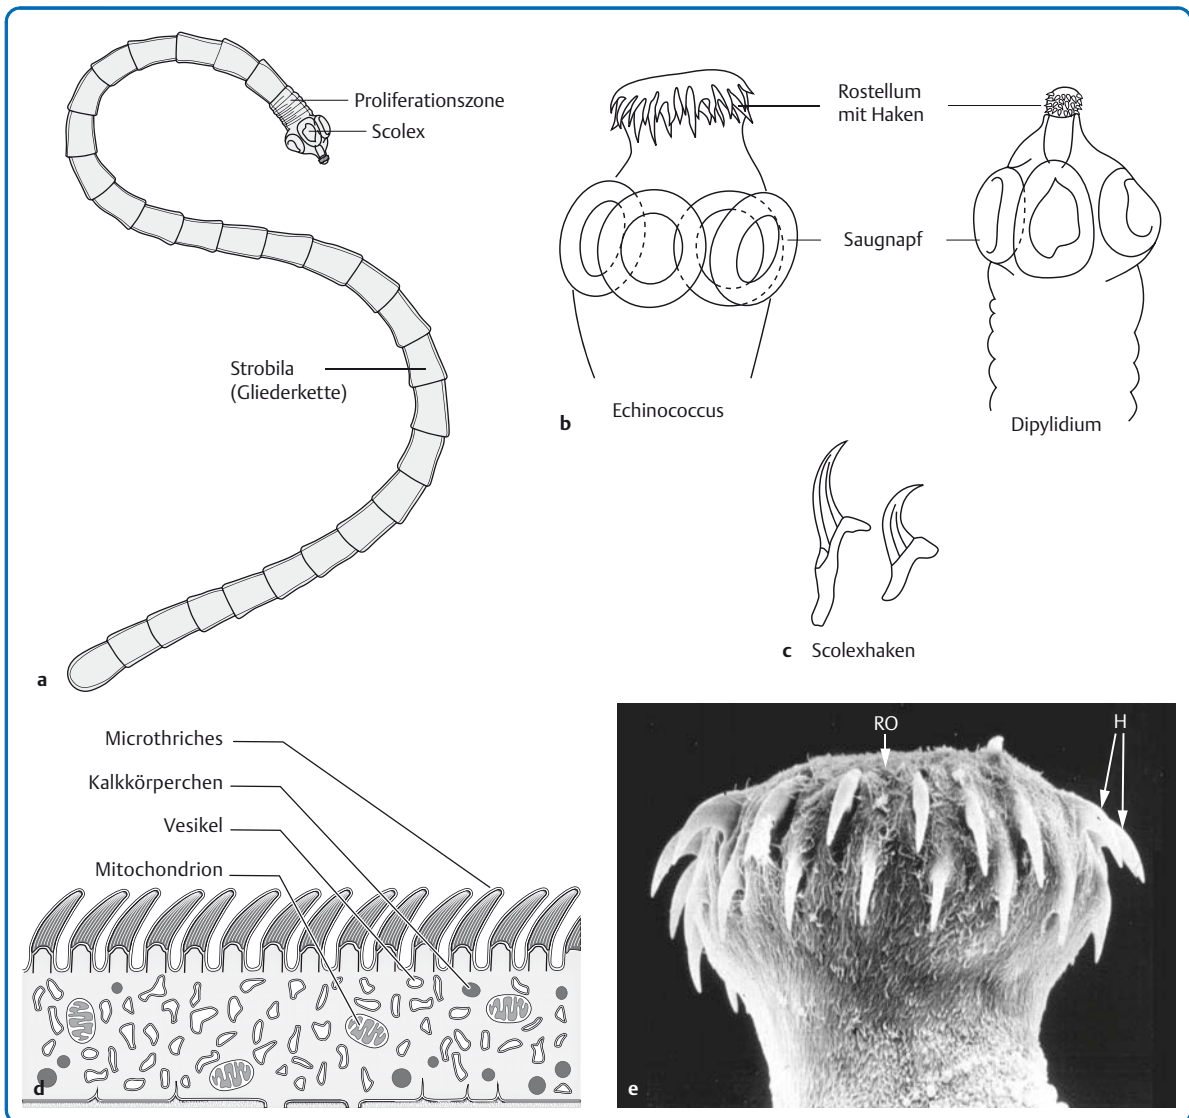 Proliferationszone
Scolex
Strobila
(Gliederkette)
a
Rostellum
mit Haken
Saugnapf
b
Echinococcus
Dipylidium
c Scolexhaken
Microthriches
Kalkkörperchen
Vesikel
Mitochondrion
d
RO
H
e